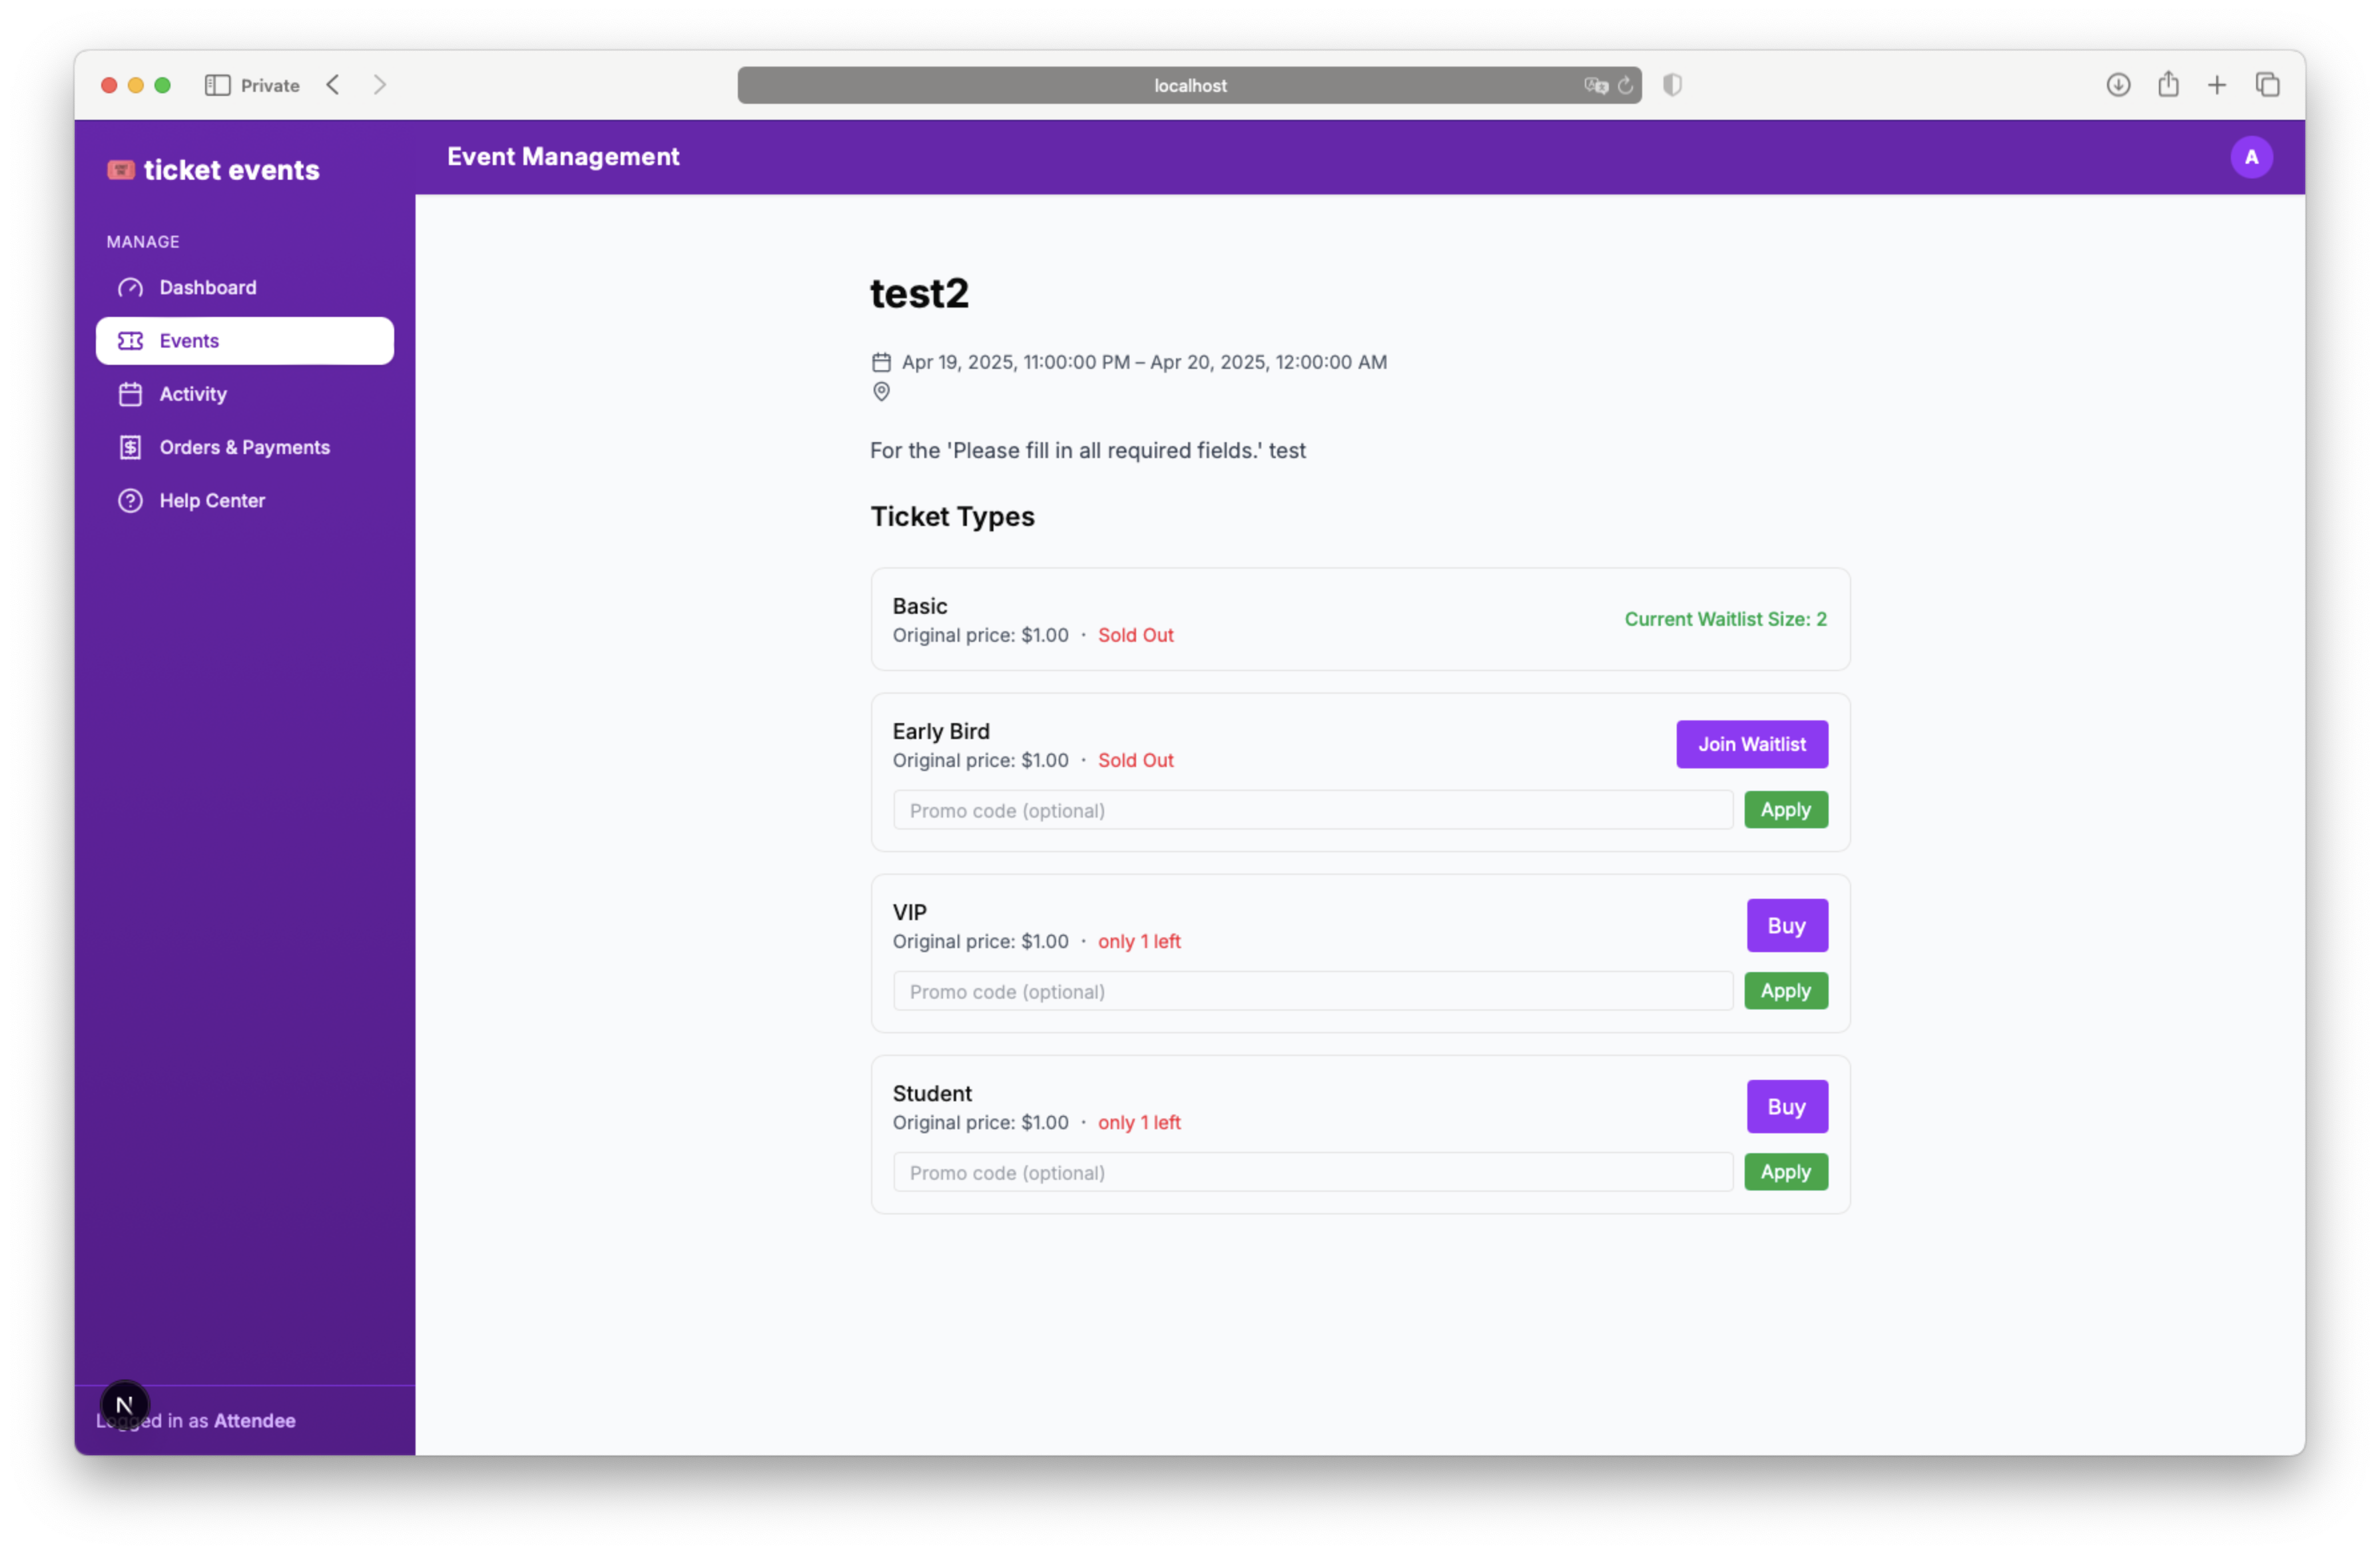 Private
localhost
ticket events
Event Management
A
MANAGE
Dashboard
Events
Activity
Orders & Payments
Help Center
test2
Apr 19, 2025, 11:00:00 PM – Apr 20, 2025, 12:00:00 AM
For the 'Please fill in all required fields.' test
Ticket Types
Basic
Original price: $1.00 · Sold Out
Current Waitlist Size: 2
Early Bird
Original price: $1.00 · Sold Out
Join Waitlist
Promo code (optional)
Apply
VIP
Original price: $1.00 · only 1 left
Buy
Promo code (optional)
Apply
Student
Original price: $1.00 · only 1 left
Buy
Promo code (optional)
Apply
N
Logged in as Attendee